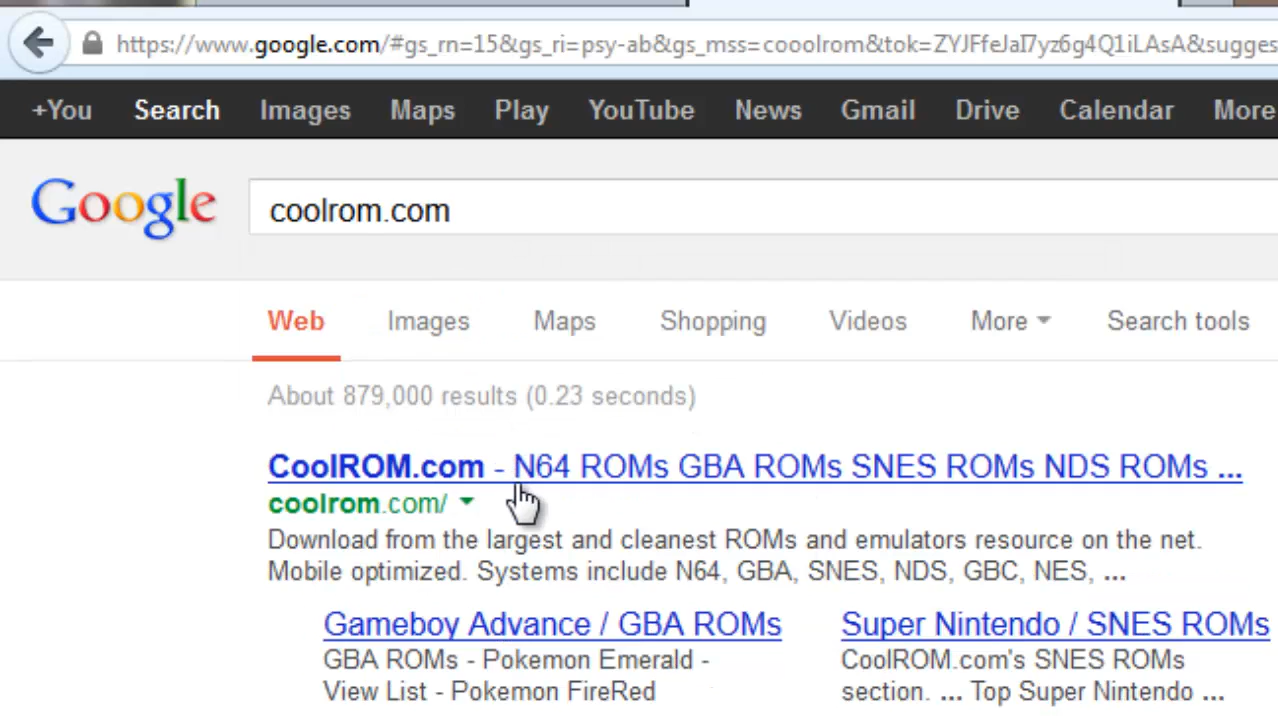 https://www.google.com/#gs_rn=15&gs_ri=psy-ab&gs_mss=cooolrom&tok=ZYJFfeJaI7yz6g4Q1iLAsA&sugges
+You Search Images Maps Play YouTube News Gmail Drive Calendar More
Google coolrom.com
Web Images Maps Shopping Videos More Search tools
About 879,000 results (0.23 seconds)
CoolROM.com - N64 ROMs GBA ROMs SNES ROMs NDS ROMs ...
coolrom.com/
Download from the largest and cleanest ROMs and emulators resource on the net.
Mobile optimized. Systems include N64, GBA, SNES, NDS, GBC, NES, ...
Gameboy Advance / GBA ROMs
GBA ROMs - Pokemon Emerald -
View List - Pokemon FireRed
Super Nintendo / SNES ROMs
CoolROM.com's SNES ROMs
section. ... Top Super Nintendo ...